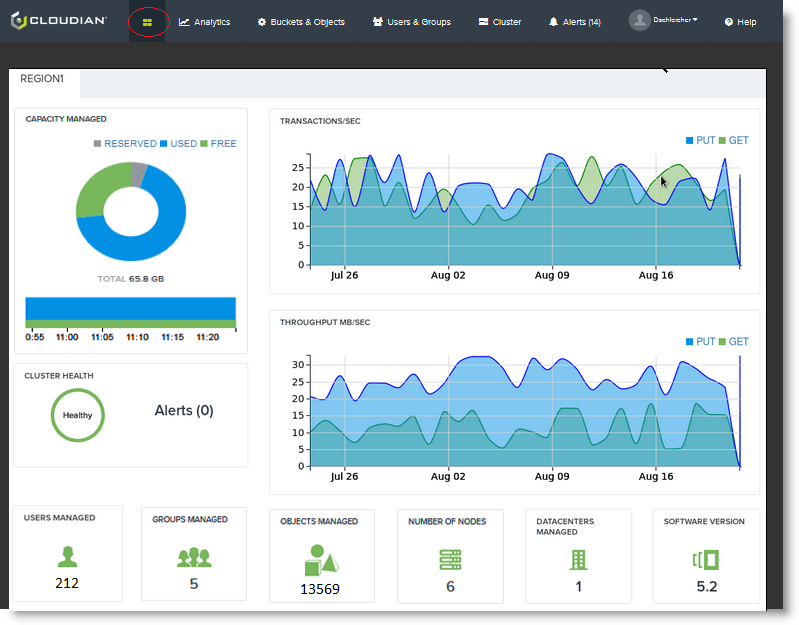 CLOUDIAN
Analytics
Buckets & Objects
Users & Groups
Cluster
Alerts (14)
Dschleicher
Help
REGION1
CAPACITY MANAGED
RESERVED USED FREE
TOTAL 65.8 GB
0:55 11:00 11:05 11:10 11:15 11:20
TRANSACTIONS/SEC
PUT GET
25
20
15
10
5
0
Jul 26 Aug 02 Aug 09 Aug 16
CLUSTER HEALTH
Healthy
Alerts (0)
THROUGHPUT MB/SEC
PUT GET
30
25
20
15
10
5
0
Jul 26 Aug 02 Aug 09 Aug 16
USERS MANAGED
212
GROUPS MANAGED
5
OBJECTS MANAGED
13569
NUMBER OF NODES
6
DATACENTERS
MANAGED
1
SOFTWARE VERSION
5.2